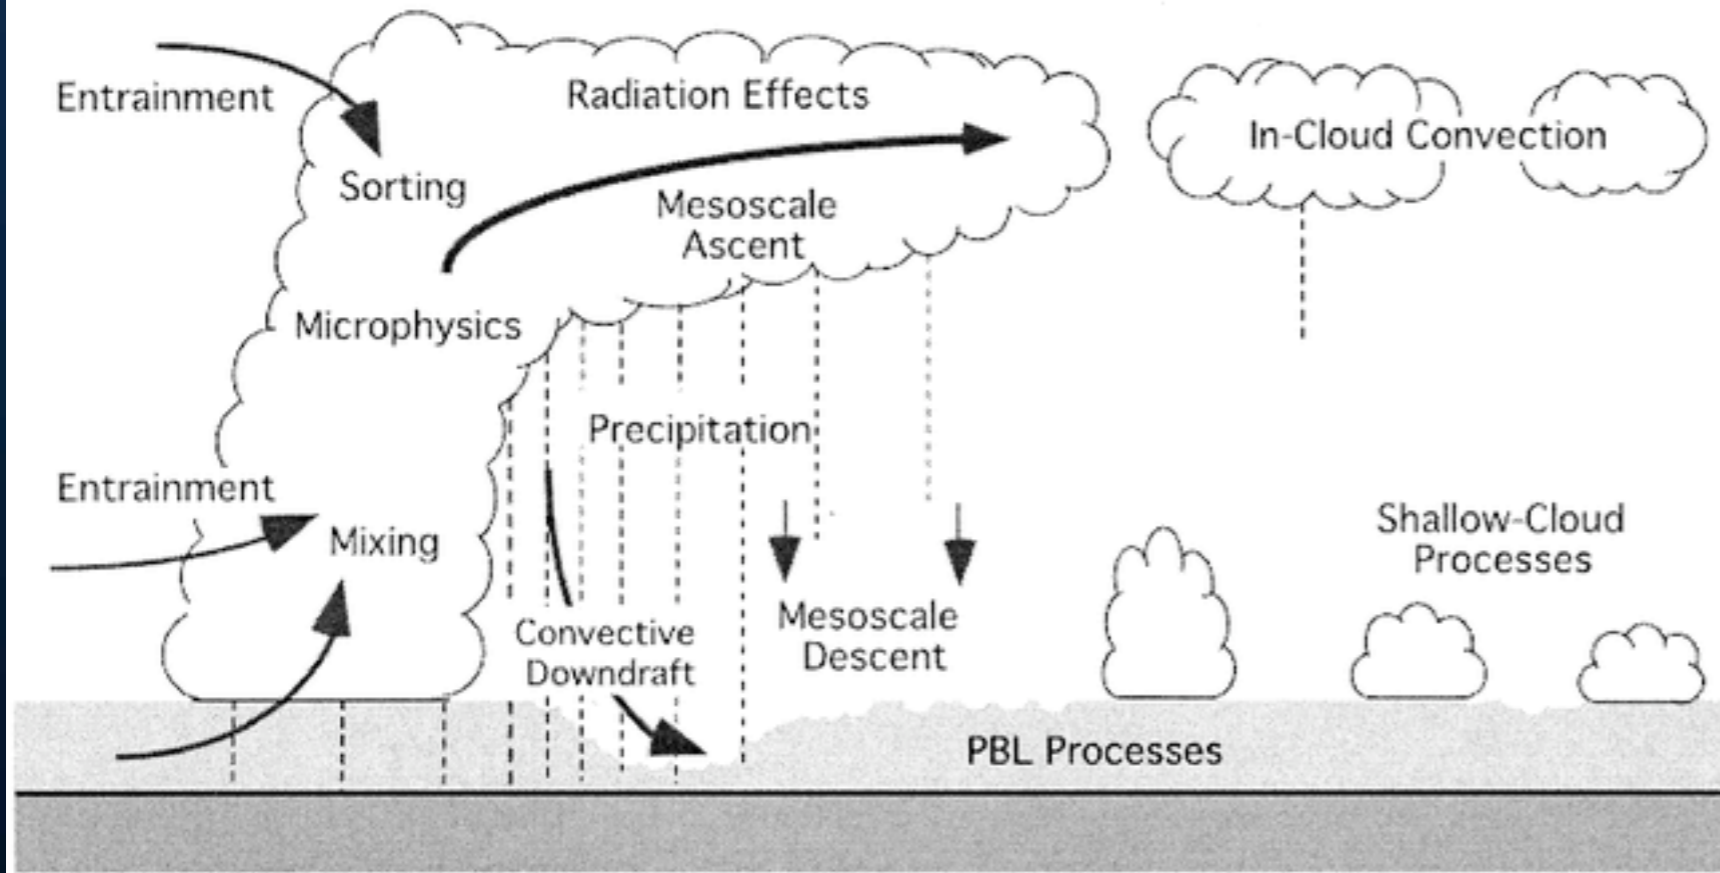 Entrainment
Radiation Effects
In-Cloud Convection
Sorting
Mesoscale
Ascent
Microphysics
Precipitation
Entrainment
Mixing
Shallow-Cloud
Processes
Convective
Downdraft
Mesoscale
Descent
PBL Processes